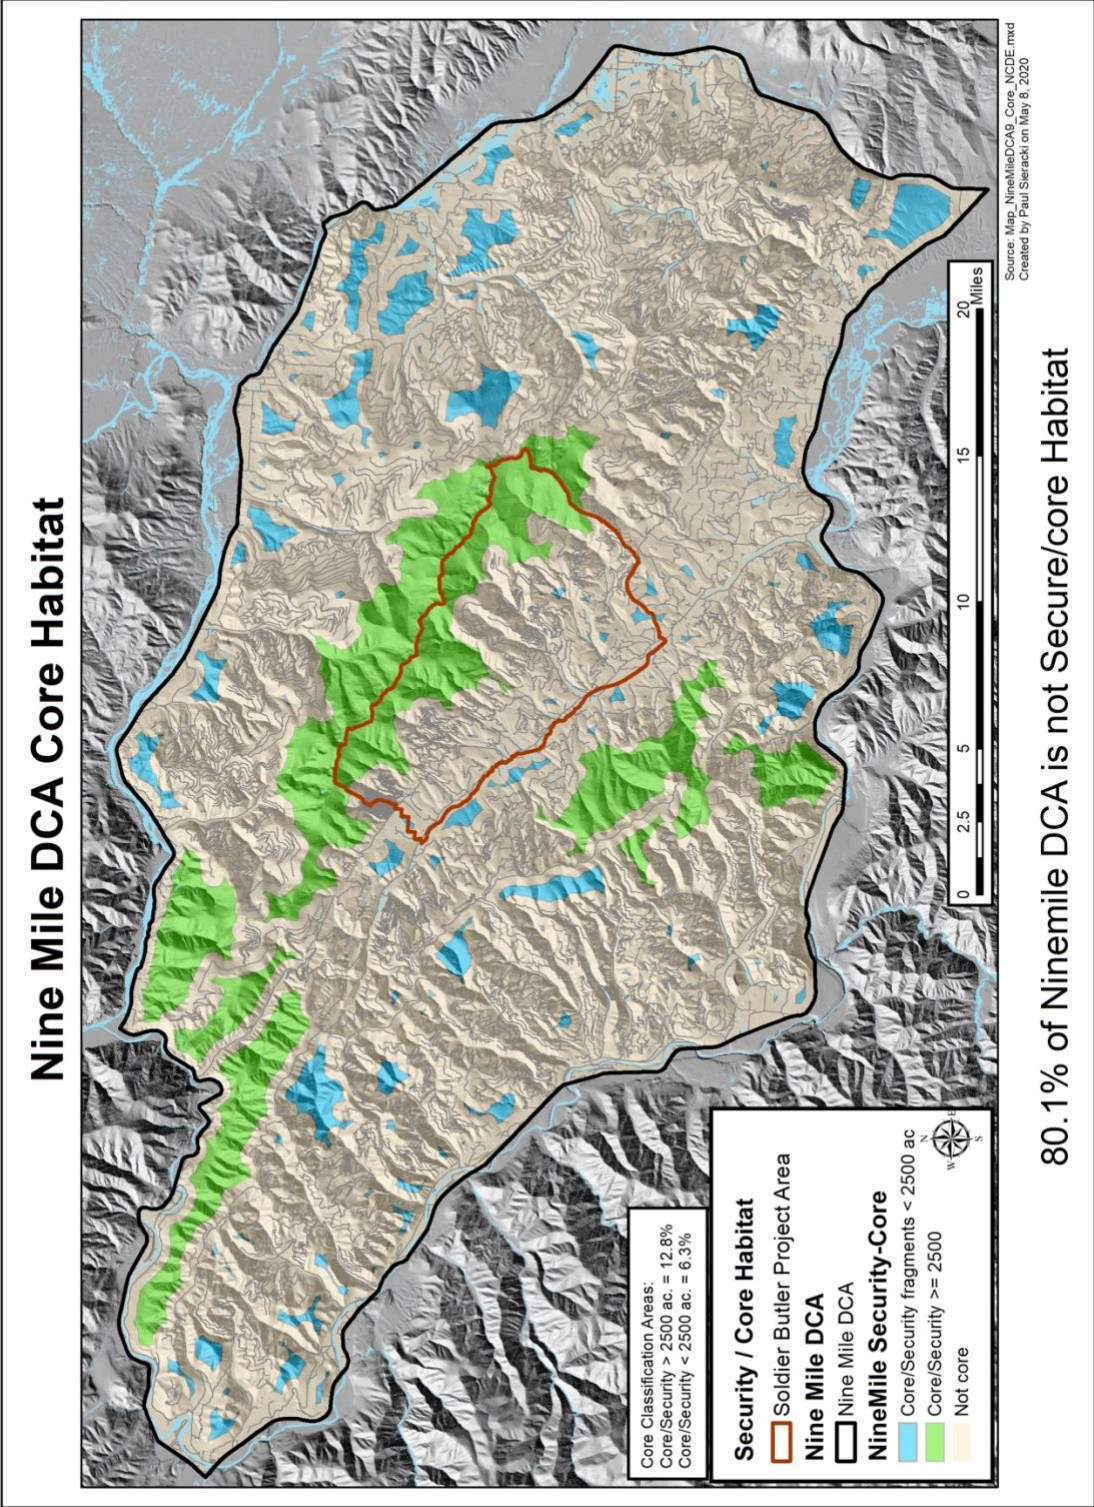 Nine Mile DCA Core Habitat
Core Classification Areas:
Core/Security > 2500 ac. = 12.8%
Core/Security < 2500 ac. = 6.3%
Security / Core Habitat
Soldier Butler Project Area
Nine Mile DCA
Nine Mile DCA
NineMile Security-Core
Core/Security fragments < 2500 ac
Core/Security >= 2500
Not core
N
W
E
S
0 2.5 5 10 15 20
Miles
Source: Map_NineMileDCA9_Core_NCDE.mxd
Created by Paul Sieracki on May 8, 2020
80.1% of Ninemile DCA is not Secure/core Habitat